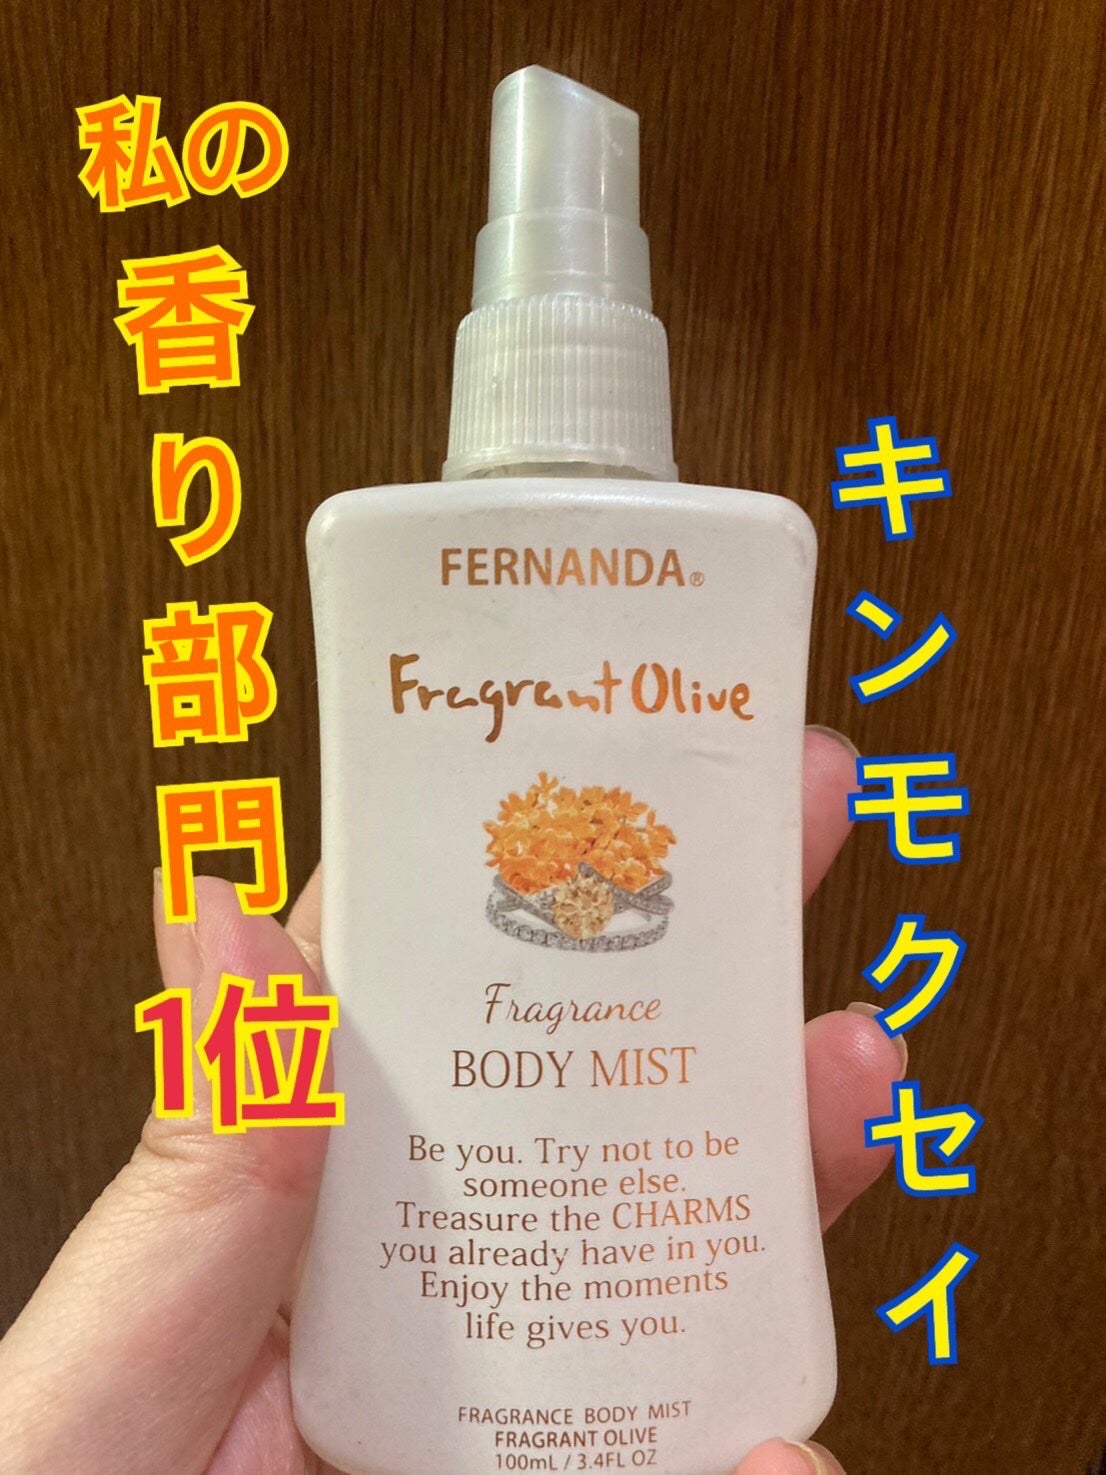 私の
香り部門
1位
キンモクセイ
FERNANDA®
Fragrant Olive
Fragrance
BODY MIST
Be you. Try not to be
someone else.
Treasure the CHARMS
you already have in you.
Enjoy the moments
life gives you.
FRAGRANCE BODY MIST
FRAGRANT OLIVE
100mL / 3.4FL OZ